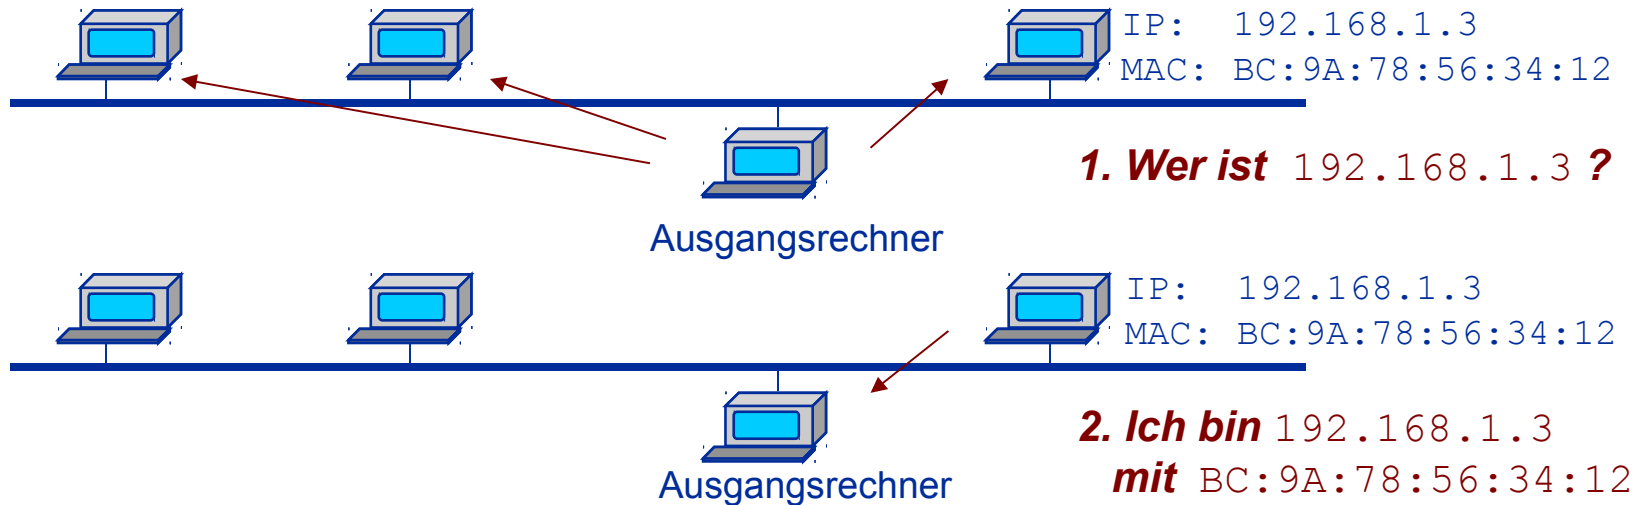 IP: 192.168.1.3
MAC: BC:9A:78:56:34:12
1. Wer ist 192.168.1.3 ?
Ausgangsrechner
IP: 192.168.1.3
MAC: BC:9A:78:56:34:12
2. Ich bin 192.168.1.3
mit BC:9A:78:56:34:12
Ausgangsrechner